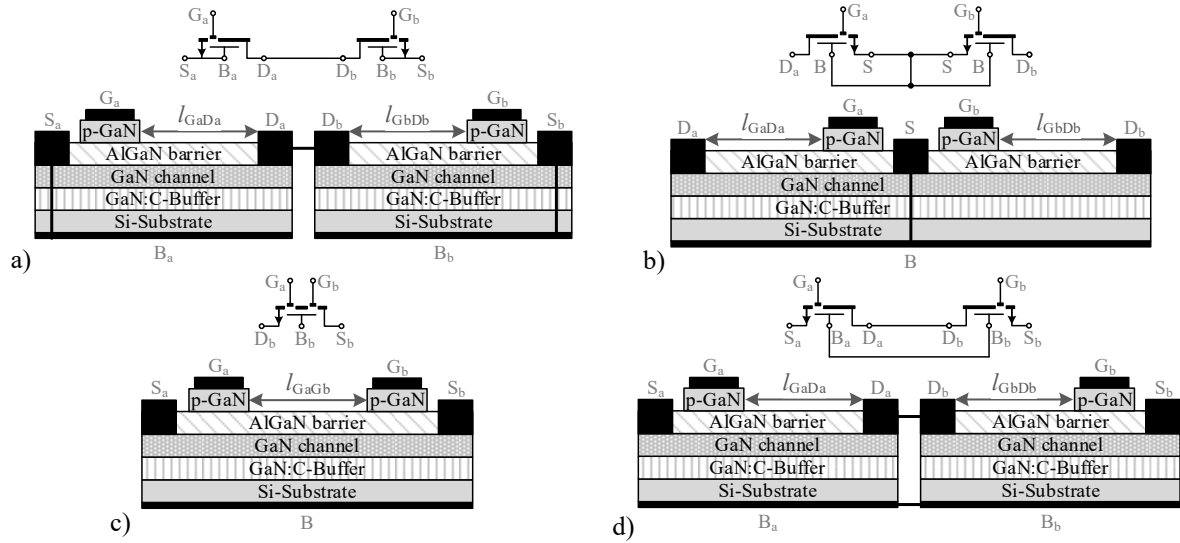 a)
Ga Gb
Sa Ba Da Db Bb Sb
Ga Gb
Sa p-GaN lGaDa Da Db lGbDb p-GaN Sb
AlGaN barrier AlGaN barrier
GaN channel GaN channel
GaN:C-Buffer GaN:C-Buffer
Si-Substrate Si-Substrate
Ba Bb
b)
Ga Gb
Da B S S B Db
Ga Gb
Da lGaDa p-GaN S p-GaN lGbDb Db
AlGaN barrier AlGaN barrier
GaN channel
GaN:C-Buffer
Si-Substrate
B
c)
Ga Gb
Db Bb Sb
Ga Gb
Sa p-GaN lGaGb p-GaN Sb
AlGaN barrier
GaN channel
GaN:C-Buffer
Si-Substrate
B
d)
Ga Gb
Sa Ba Da Db Bb Sb
Ga Gb
Sa p-GaN lGaDa Da Db lGbDb p-GaN Sb
AlGaN barrier AlGaN barrier
GaN channel GaN channel
GaN:C-Buffer GaN:C-Buffer
Si-Substrate Si-Substrate
Ba Bb